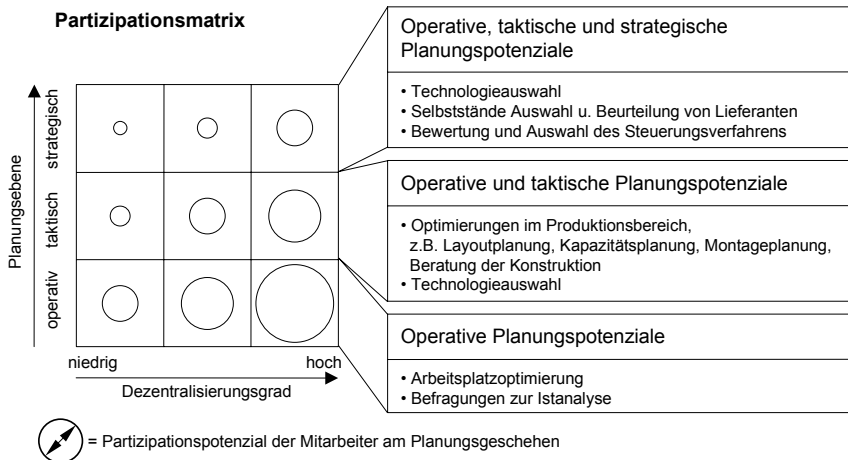 Partizipationsmatrix
Planungsebene
strategisch
taktisch
operativ
niedrig
hoch
Dezentralisierungsgrad
= Partizipationspotenzial der Mitarbeiter am Planungsgeschehen
Operative, taktische und strategische
Planungspotenziale
• Technologieauswahl
• Selbststände Auswahl u. Beurteilung von Lieferanten
• Bewertung und Auswahl des Steuerungsverfahrens
Operative und taktische Planungspotenziale
• Optimierungen im Produktionsbereich,
z.B. Layoutplanung, Kapazitätsplanung, Montageplanung,
Beratung der Konstruktion
• Technologieauswahl
Operative Planungspotenziale
• Arbeitsplatzoptimierung
• Befragungen zur Istanalyse